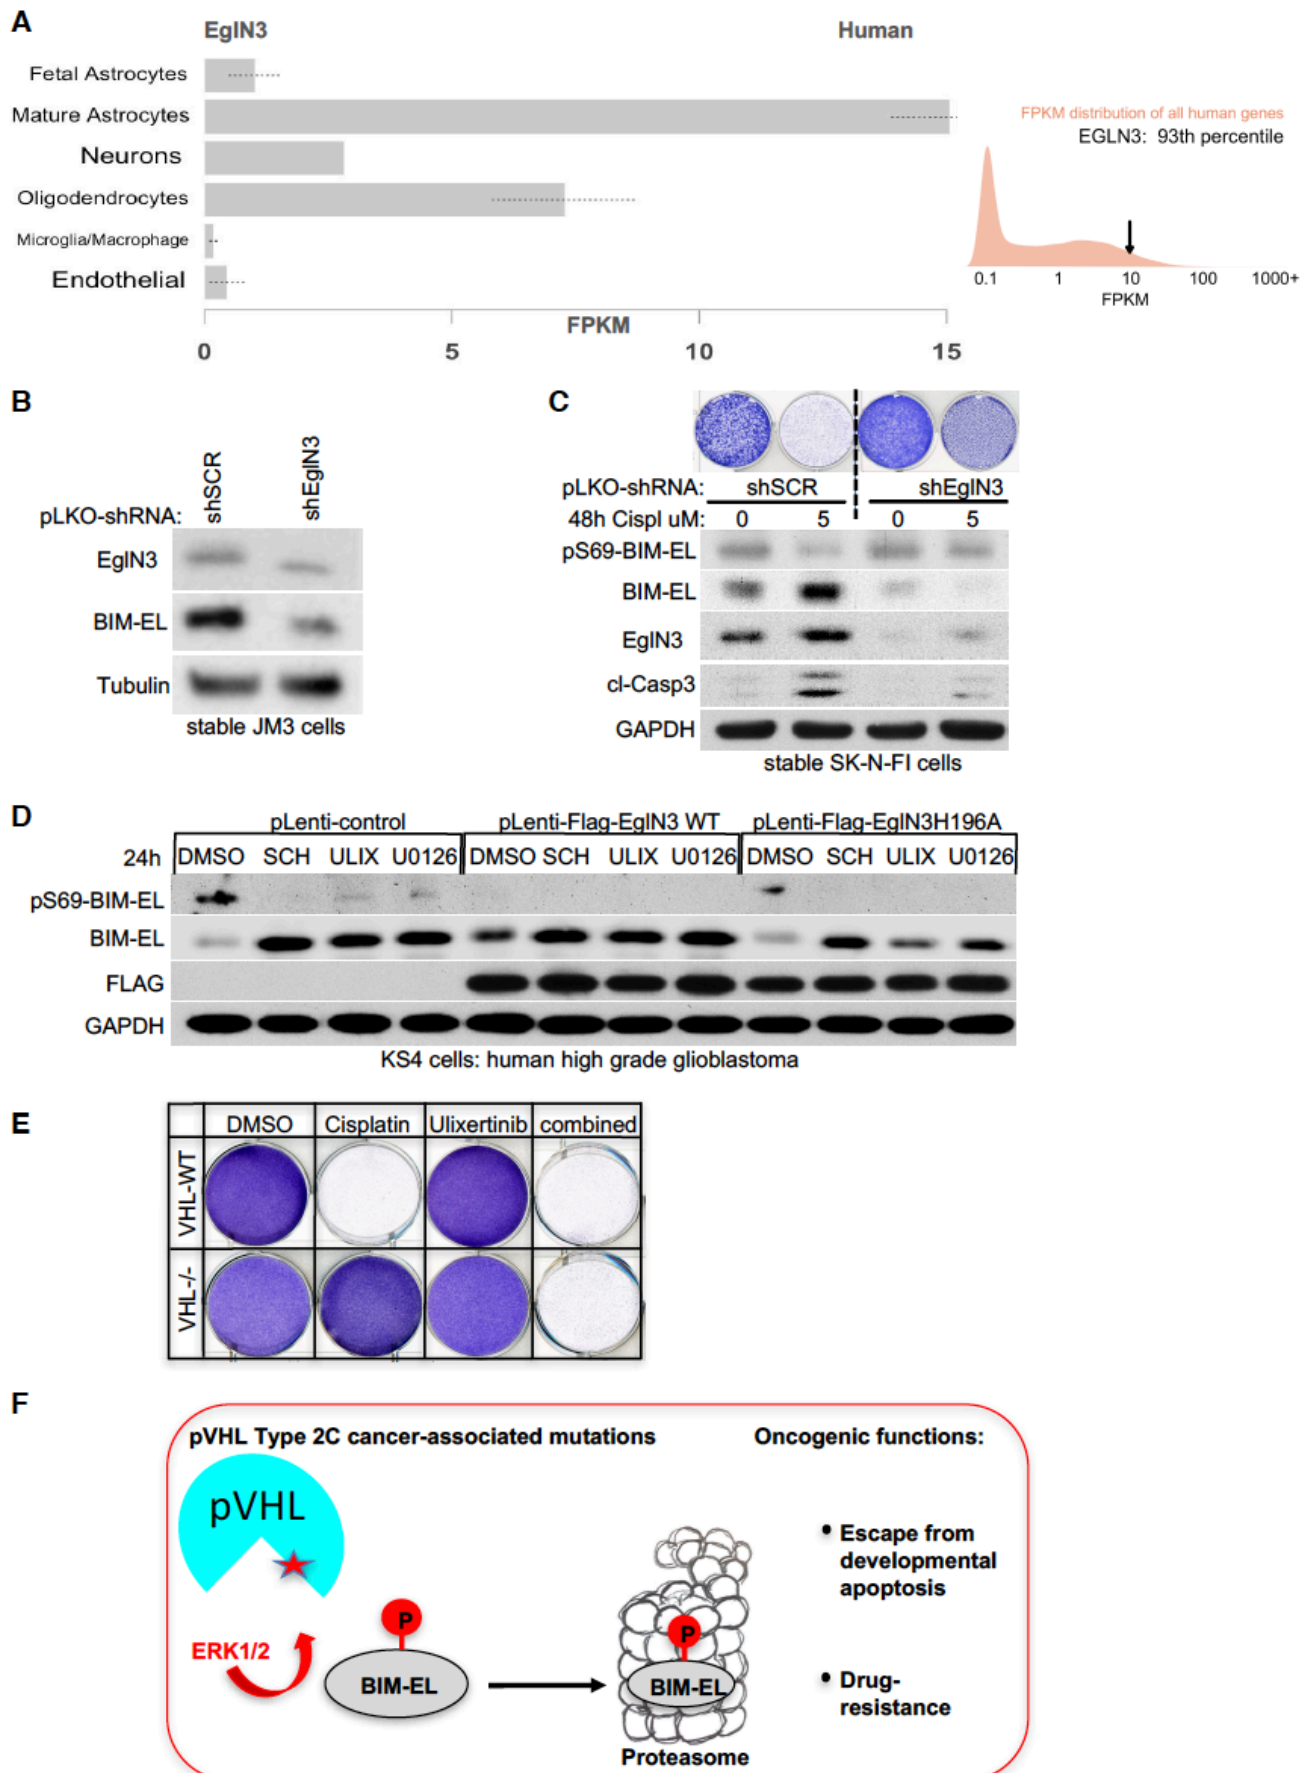 A
EglN3
Human
Fetal Astrocytes
Mature Astrocytes
Neurons
Oligodendrocytes
Microglia/Macrophage
Endothelial
FPKM
0 5 10 15
FPKM distribution of all human genes
EGLN3: 93th percentile
0.1 1 10 100 1000+
FPKM
B
pLKO-shRNA: shSCR shEglN3
EglN3
BIM-EL
Tubulin
stable JM3 cells
C
pLKO-shRNA: shSCR shEglN3
48h Cispl uM: 0 5 0 5
pS69-BIM-EL
BIM-EL
EglN3
cl-Casp3
GAPDH
stable SK-N-FI cells
D
pLenti-control pLenti-Flag-EglN3 WT pLenti-Flag-EglN3H196A
24h DMSO SCH ULIX U0126 DMSO SCH ULIX U0126 DMSO SCH ULIX U0126
pS69-BIM-EL
BIM-EL
FLAG
GAPDH
KS4 cells: human high grade glioblastoma
E
DMSO Cisplatin Ulixertinib combined
VHL-WT
VHL-/-
F
pVHL Type 2C cancer-associated mutations
Oncogenic functions:
pVHL
ERK1/2
P
BIM-EL
P
BIM-EL
Proteasome
• Escape from
developmental
apoptosis
• Drug-
resistance